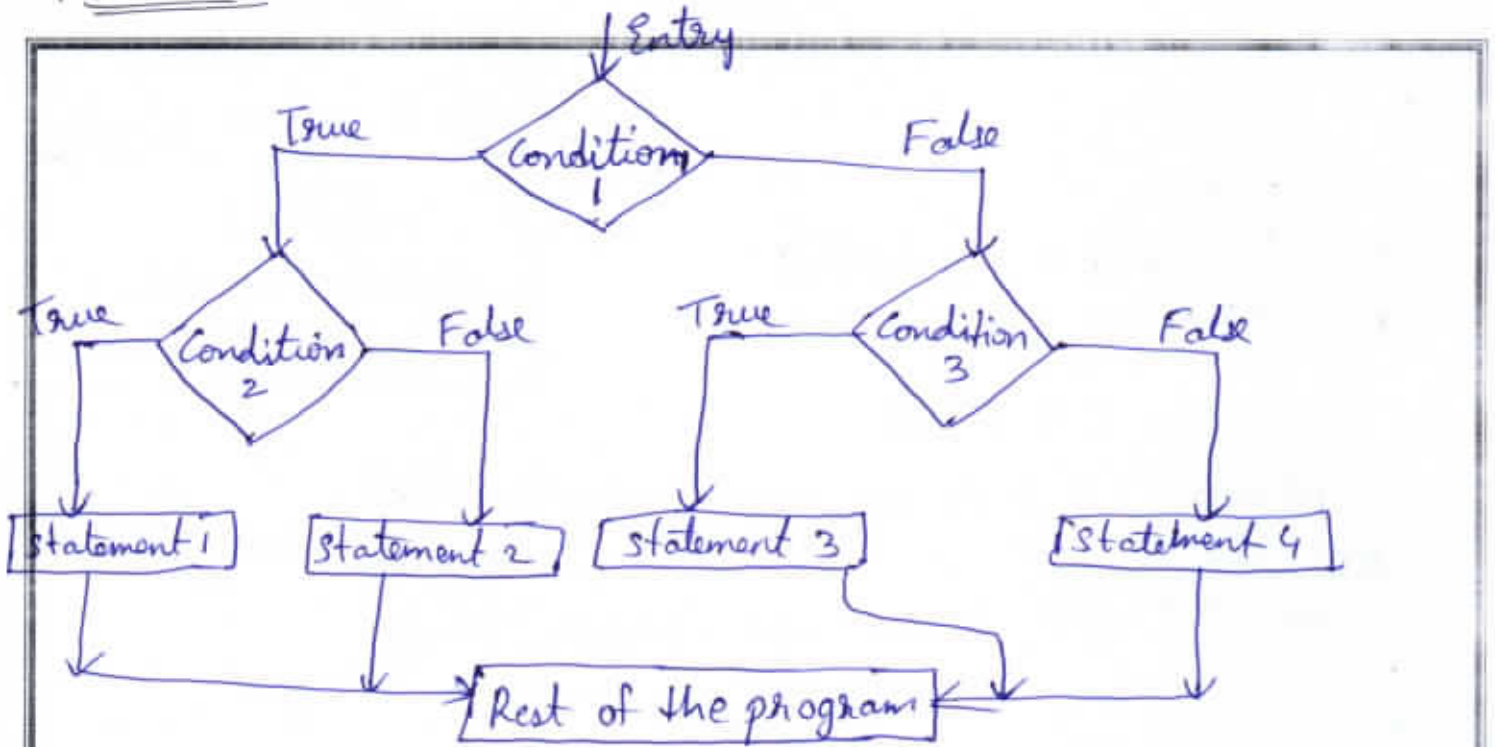 Entry
True
False
Condition
1
True
False
True
False
Condition
2
Condition
3
statement 1
statement 2
statement 3
statement 4
Rest of the program